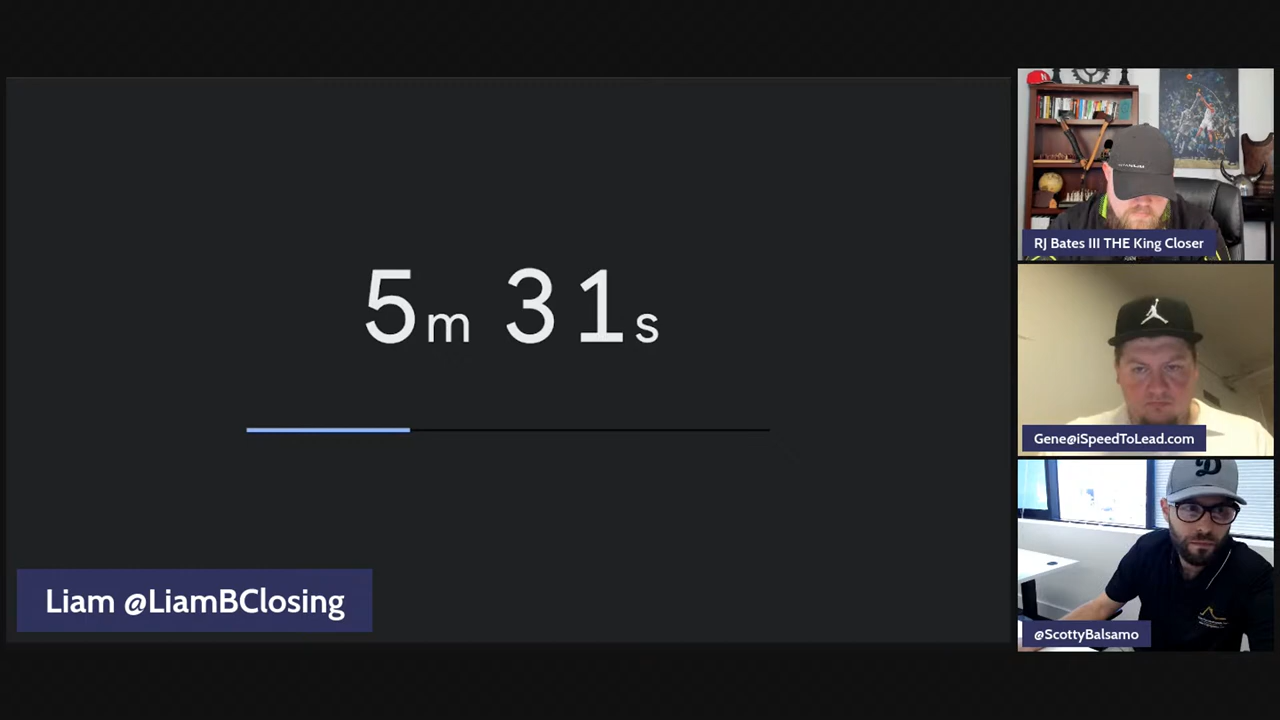 5m 31s
Liam @LiamBClosing
RJ Bates III THE King Closer
Gene@iSpeedToLead.com
D
@ScottyBalsamo